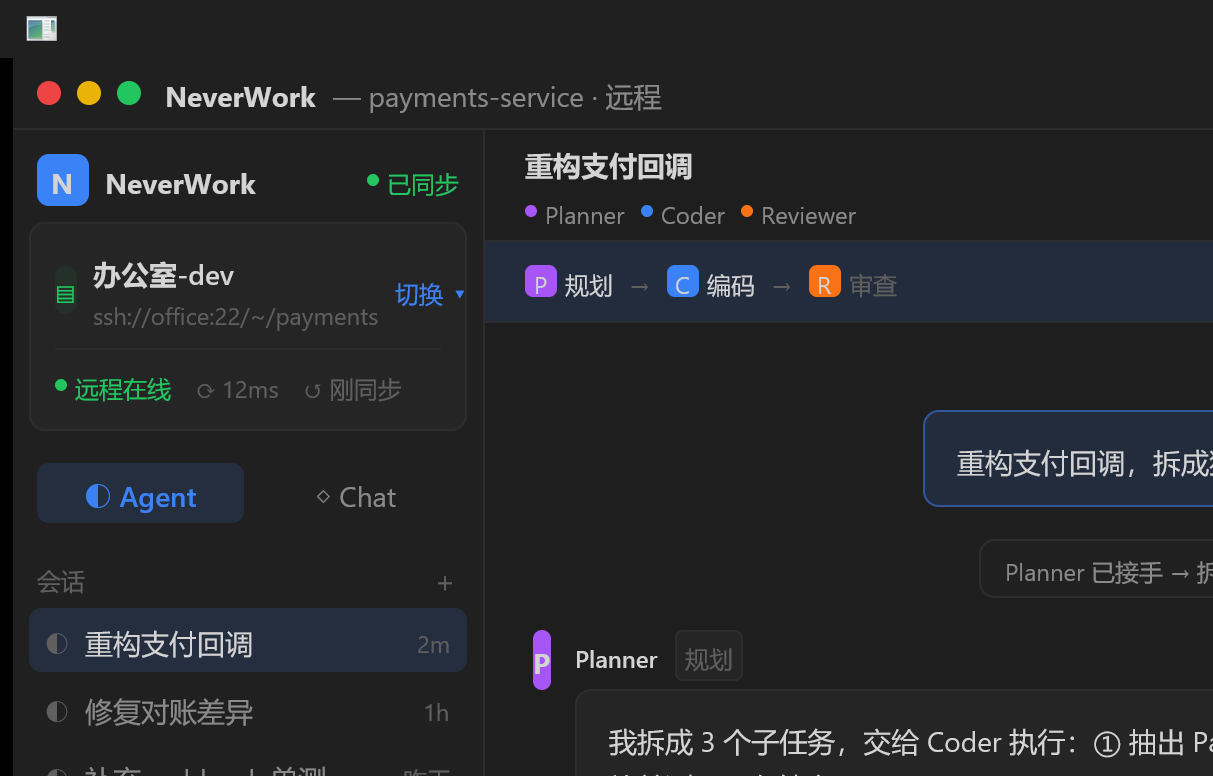 NeverWork — payments-service · 远程
N NeverWork 已同步
办公室-dev
ssh://office:22/~/payments
切换
远程在线 12ms 刚同步
Agent Chat
会话 +
重构支付回调 2m
修复对账差异 1h
重构支付回调
Planner Coder Reviewer
P 规划 → C 编码 → R 审查
重构支付回调，拆成
Planner 已接手 → 拆
P Planner 规划
我拆成 3 个子任务，交给 Coder 执行：① 抽出 Pa